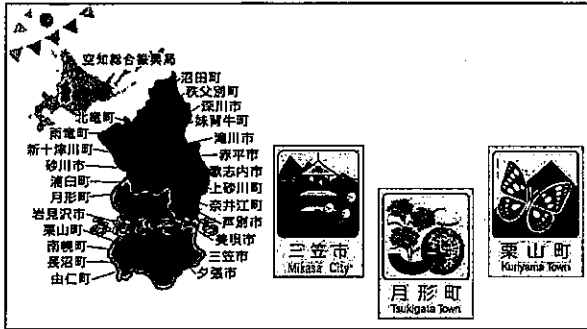 空知総合振興局
沼田町
秩父別町
深川市
北竜町
妹背牛町
雨竜町
滝川市
新十津川町
赤平市
砂川市
歌志内市
浦臼町
上砂川町
月形町
奈井江町
岩見沢市
芦別市
栗山町
美唄市
南幌町
三笠市
長沼町
夕張市
由仁町
三笠市
Mikasa City
月形町
Tsukigata Town
栗山町
Kuriyama Town